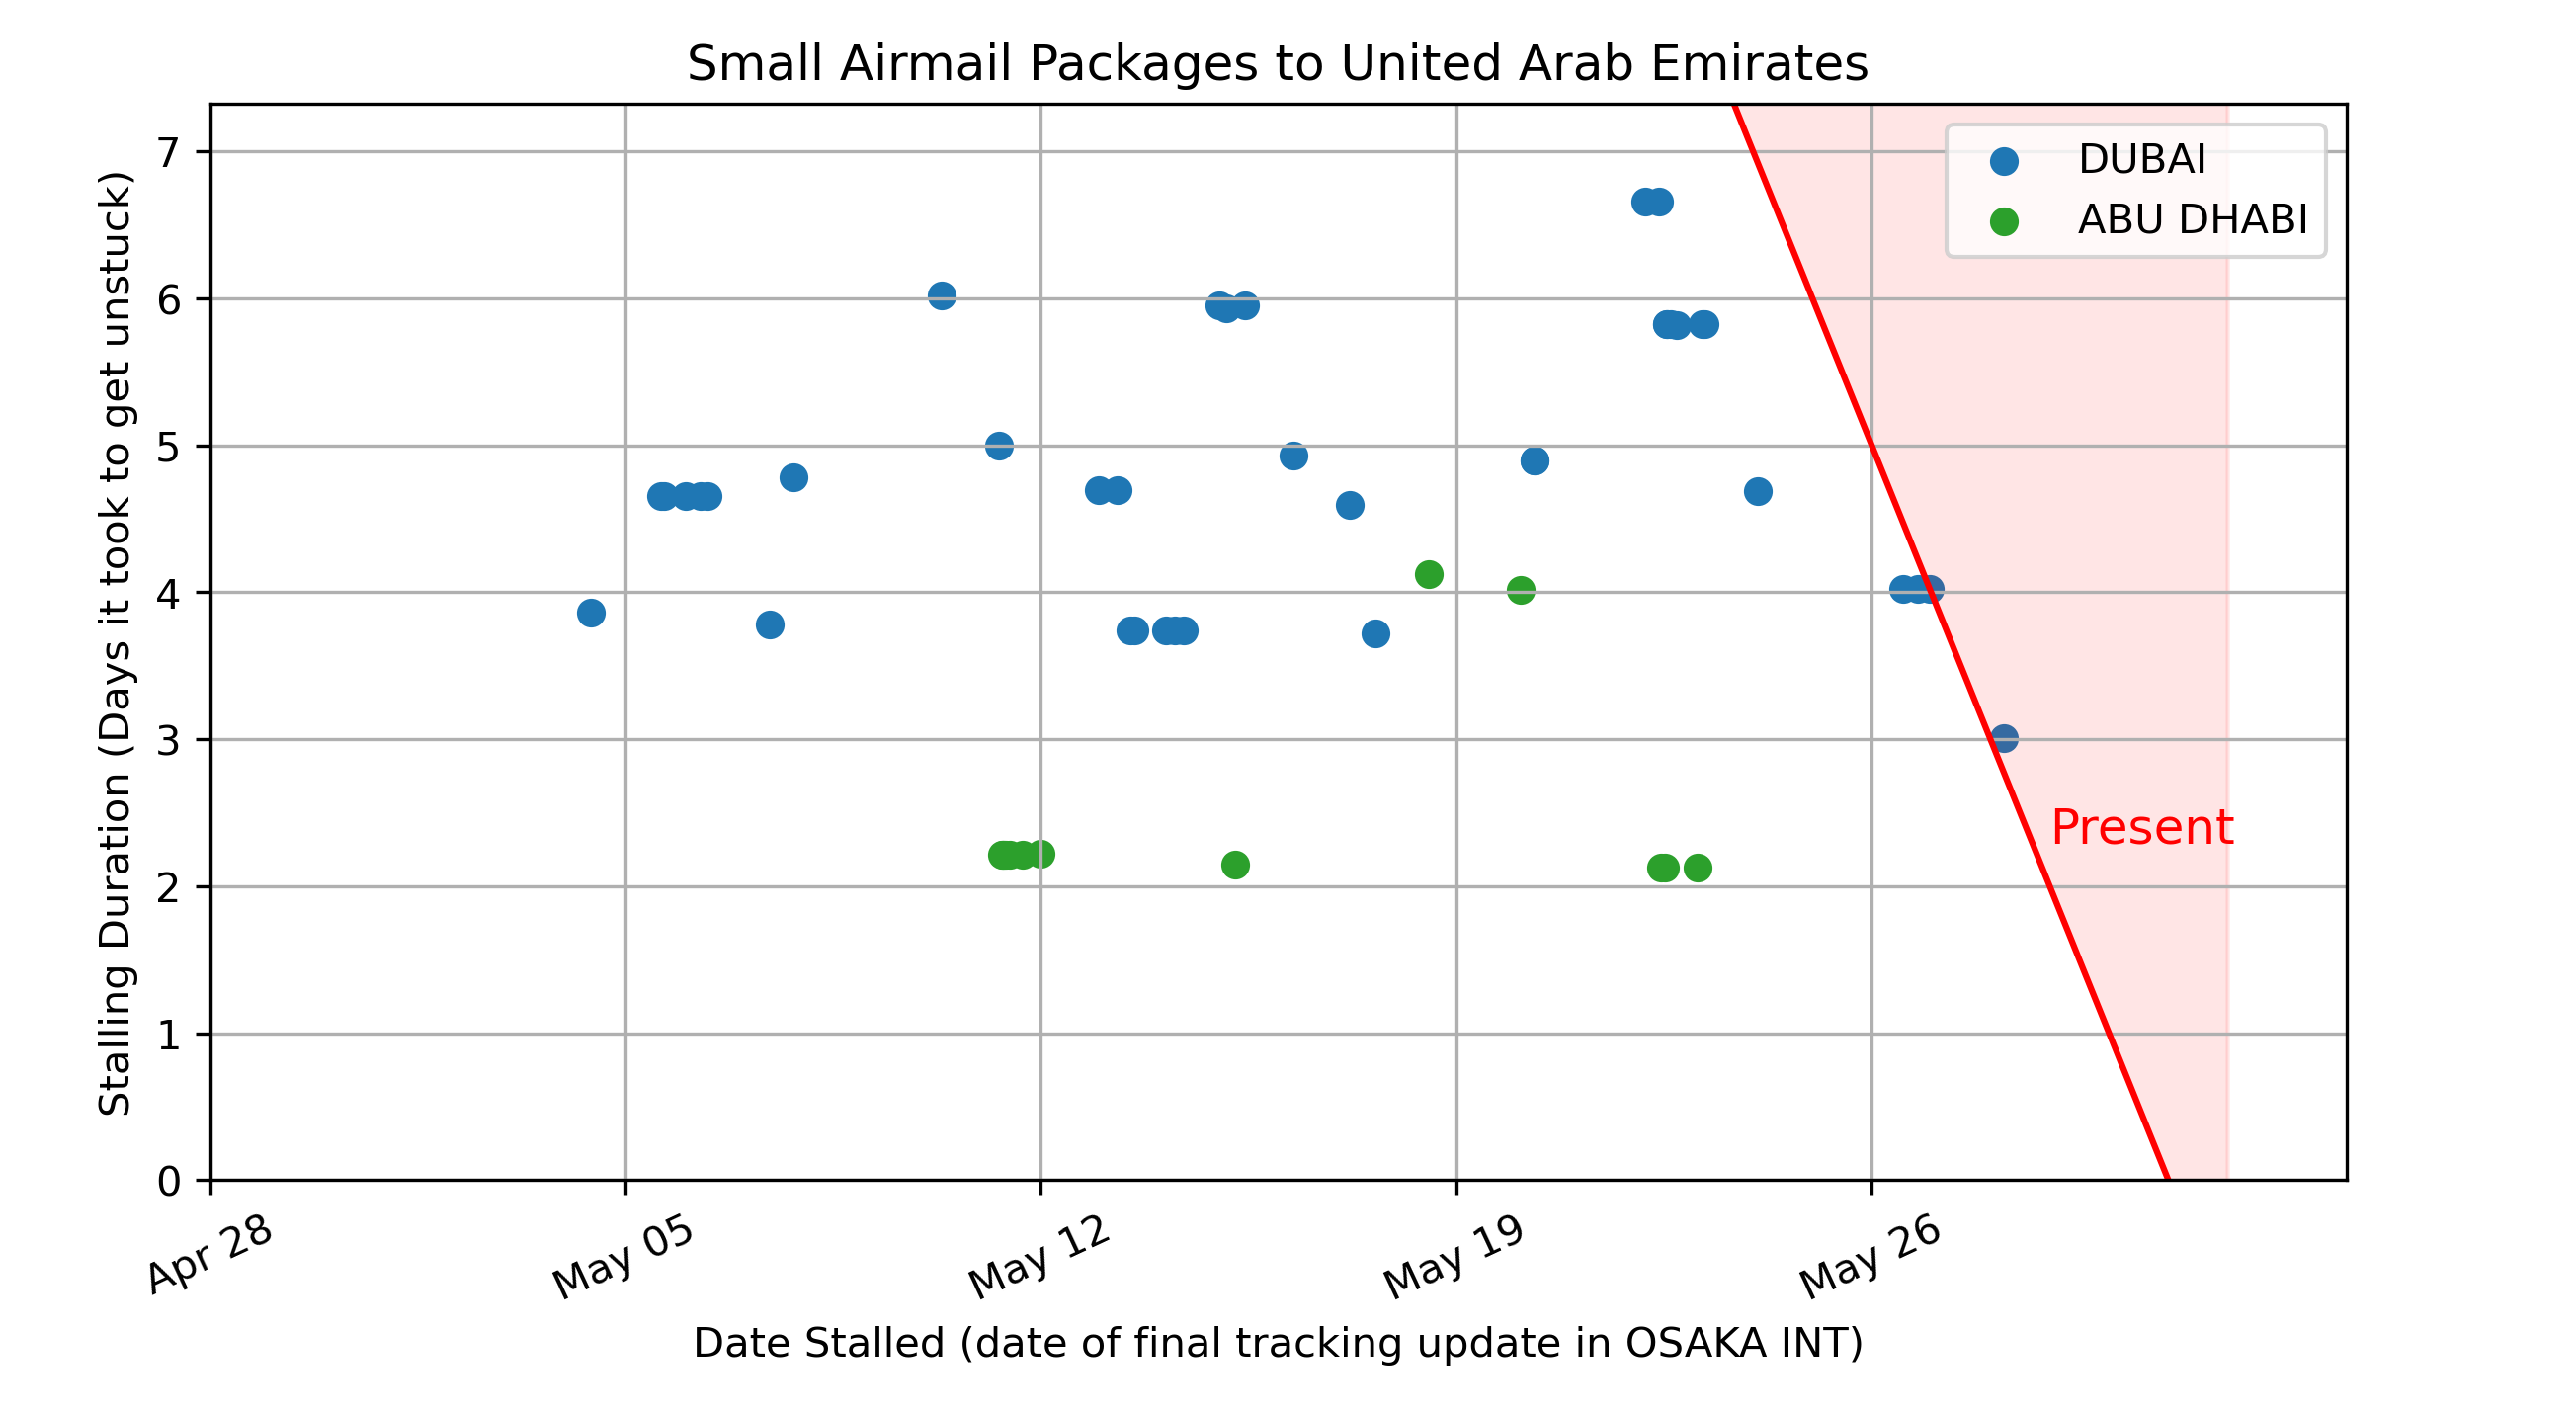 Small Airmail Packages to United Arab Emirates
DUBAI
ABU DHABI
Present
Stalling Duration (Days it took to get unstuck)
7
6
5
4
3
2
1
0
Apr 28
May 05
May 12
May 19
May 26
Date Stalled (date of final tracking update in OSAKA INT)